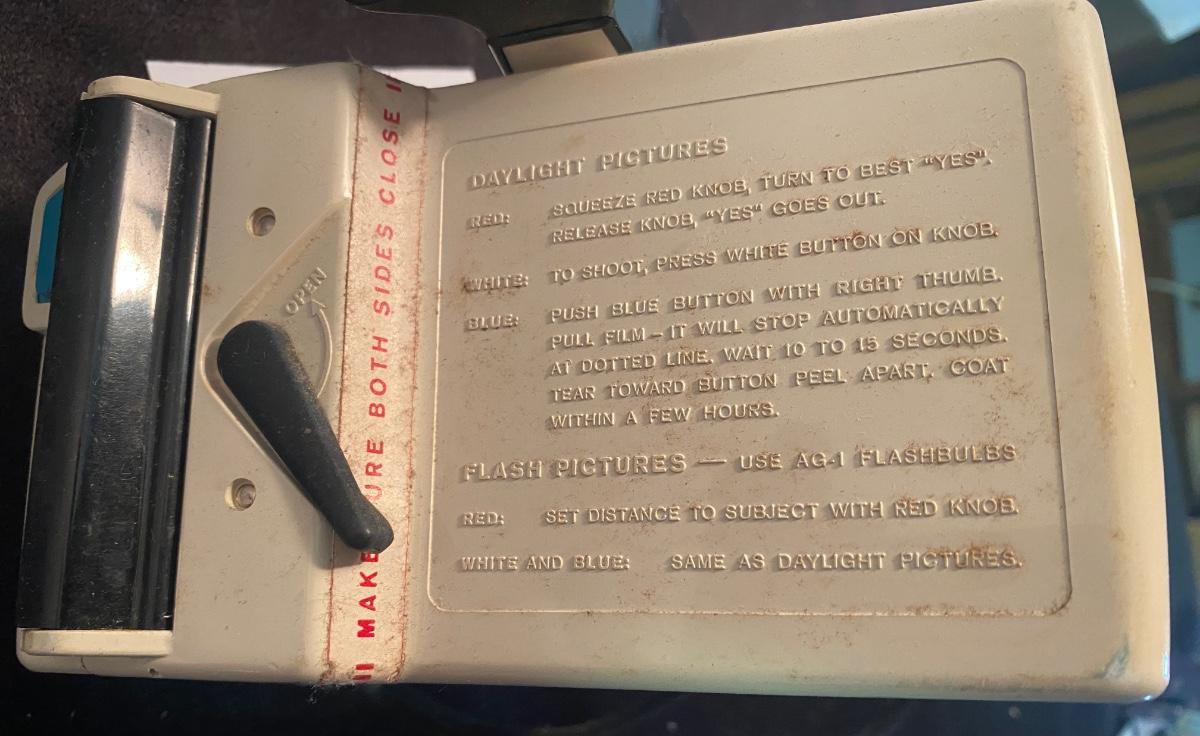 OPEN
MAKE URE BOTH SIDES CLOSE
DAYLIGHT PICTURES
RED: SQUEEZE RED KNOB, TURN TO BEST "YES".
RELEASE KNOB, "YES" GOES OUT.
WHITE: TO SHOOT, PRESS WHITE BUTTON ON KNOB.
BLUE: PUSH BLUE BUTTON WITH RIGHT THUMB.
PULL FILM – IT WILL STOP AUTOMATICALLY
AT DOTTED LINE. WAIT 10 TO 15 SECONDS.
TEAR TOWARD BUTTON PEEL APART. COAT
WITHIN A FEW HOURS.
FLASH PICTURES — USE AG-1 FLASHBULBS
RED: SET DISTANCE TO SUBJECT WITH RED KNOB.
WHITE AND BLUE: SAME AS DAYLIGHT PICTURES.